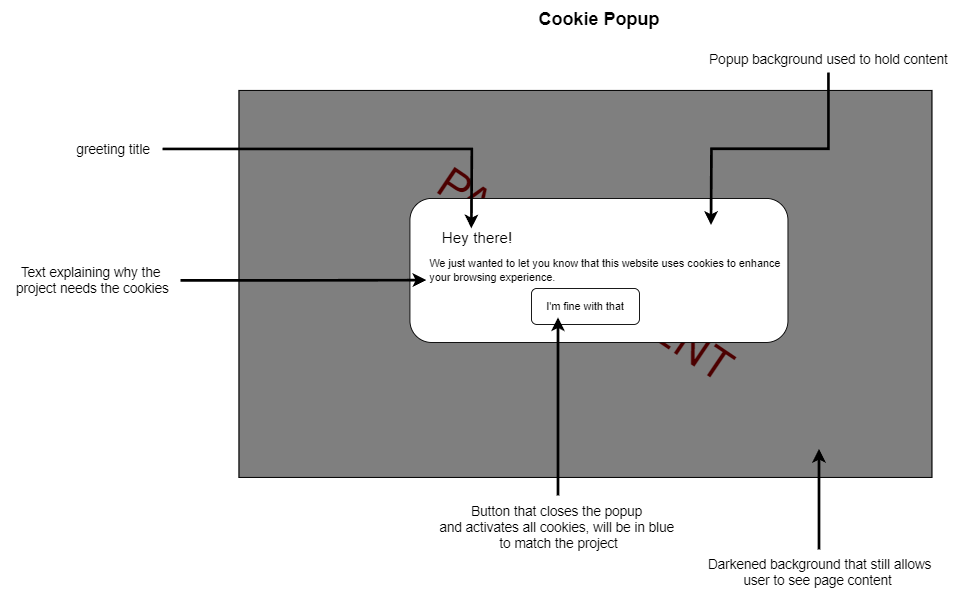 Cookie Popup
Popup background used to hold content
greeting title
PA
Hey there!
Text explaining why the
project needs the cookies
We just wanted to let you know that this website uses cookies to enhance
your browsing experience.
I'm fine with that
ENT
Button that closes the popup
and activates all cookies, will be in blue
to match the project
Darkened background that still allows
user to see page content